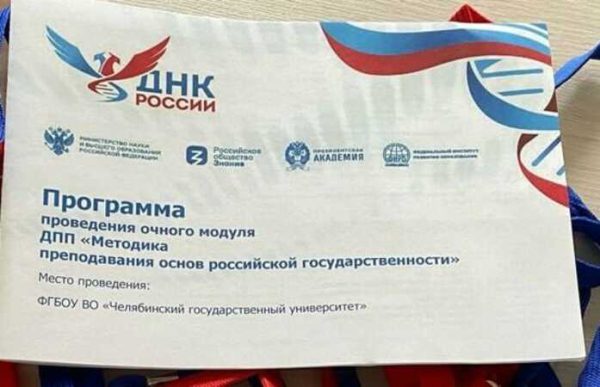 ДНК
РОССИИ
МИНИСТЕРСТВО НАУКИ
И ВЫСШЕГО ОБРАЗОВАНИЯ
РОССИЙСКОЙ ФЕДЕРАЦИИ
Российское
общество
Знание
ПРЕЗИДЕНТСКАЯ
АКАДЕМИЯ
ФЕДЕРАЛЬНЫЙ ИНСТИТУТ
РАЗВИТИЯ ОБРАЗОВАНИЯ
Программа
проведения очного модуля
ДПП «Методика
преподавания основ российской государственности»
Место проведения:
ФГБОУ ВО «Челябинский государственный университет»